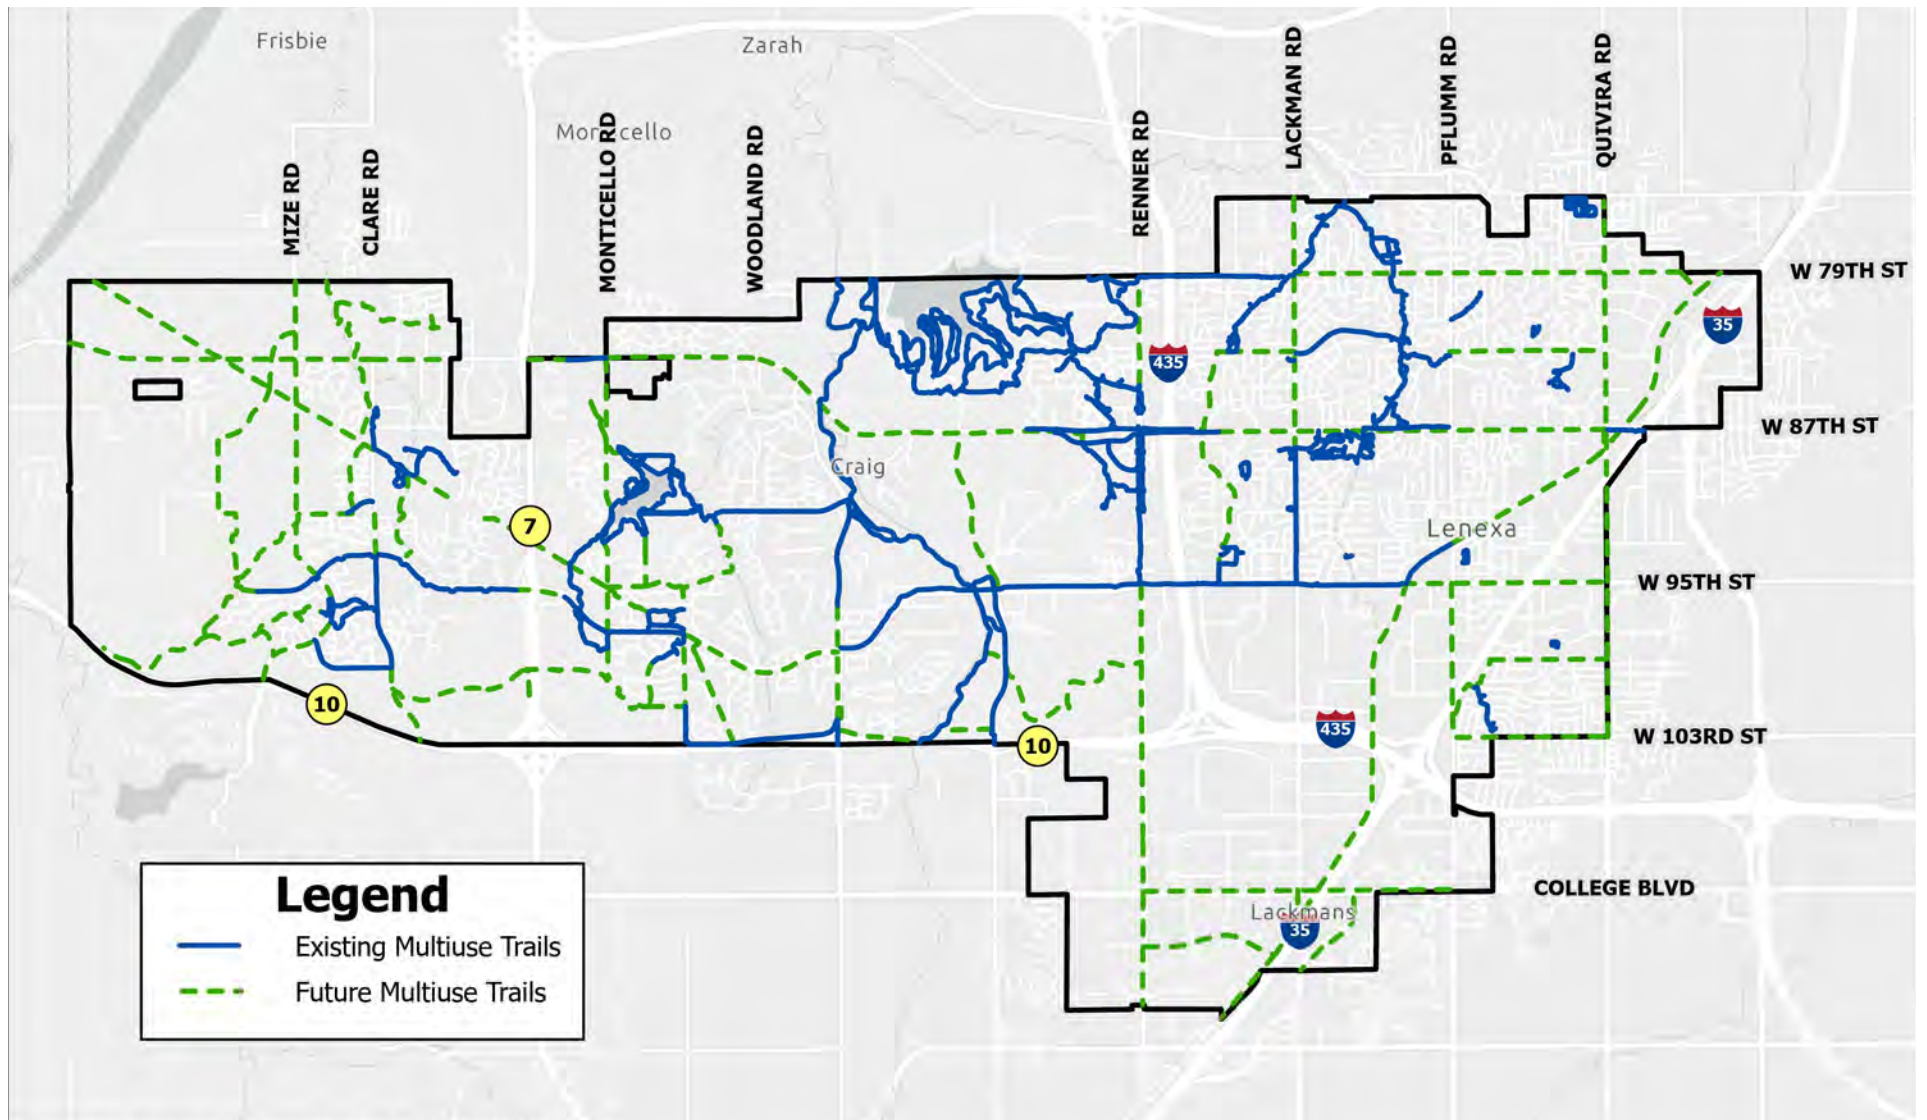 Frisbie
Zarah
Monticello
MIZE RD
CLARE RD
MONTICELLO RD
WOODLAND RD
RENNER RD
LACKMAN RD
PFLUMM RD
QUIVIRA RD
W 79TH ST
35
435
W 87TH ST
Craig
7
Lenexa
W 95TH ST
10
435
W 103RD ST
10
COLLEGE BLVD
Lackmans
35
Legend
Existing Multiuse Trails
Future Multiuse Trails